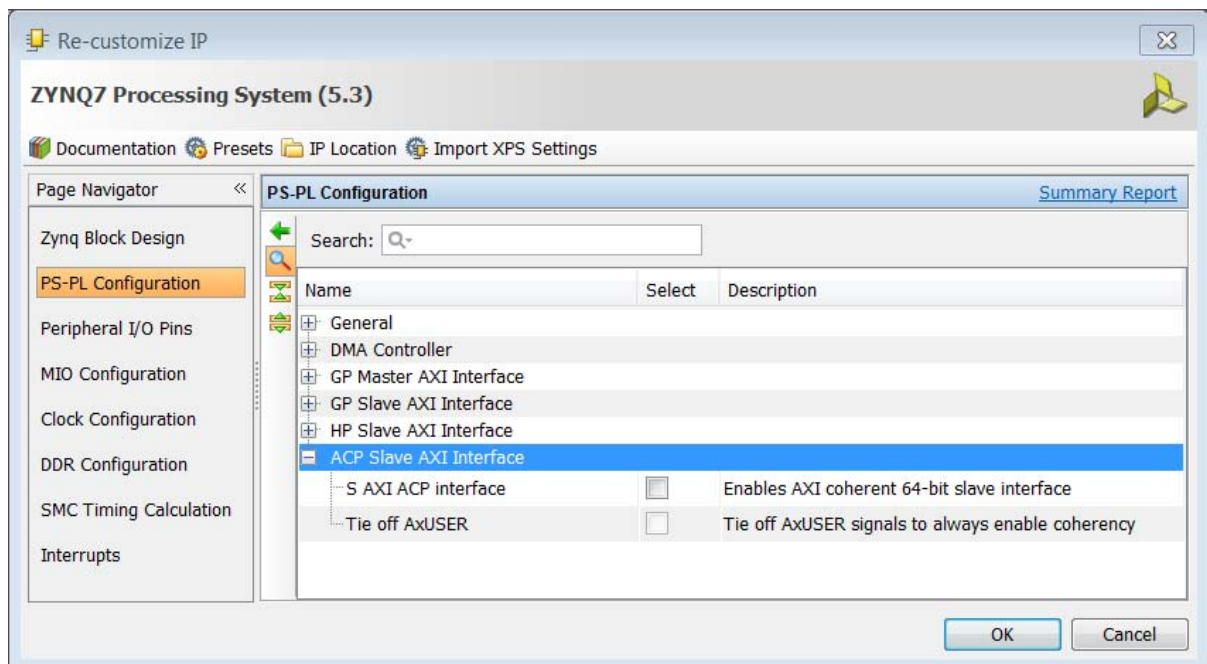 Re-customize IP
ZYNQ7 Processing System (5.3)
Documentation Presets IP Location Import XPS Settings
Page Navigator «
Zynq Block Design
PS-PL Configuration
Peripheral I/O Pins
MIO Configuration
Clock Configuration
DDR Configuration
SMC Timing Calculation
Interrupts
PS-PL Configuration Summary Report
Search:
Name Select Description
General
DMA Controller
GP Master AXI Interface
GP Slave AXI Interface
HP Slave AXI Interface
ACP Slave AXI Interface
S AXI ACP interface Enables AXI coherent 64-bit slave interface
Tie off AxUSER Tie off AxUSER signals to always enable coherency
OK Cancel